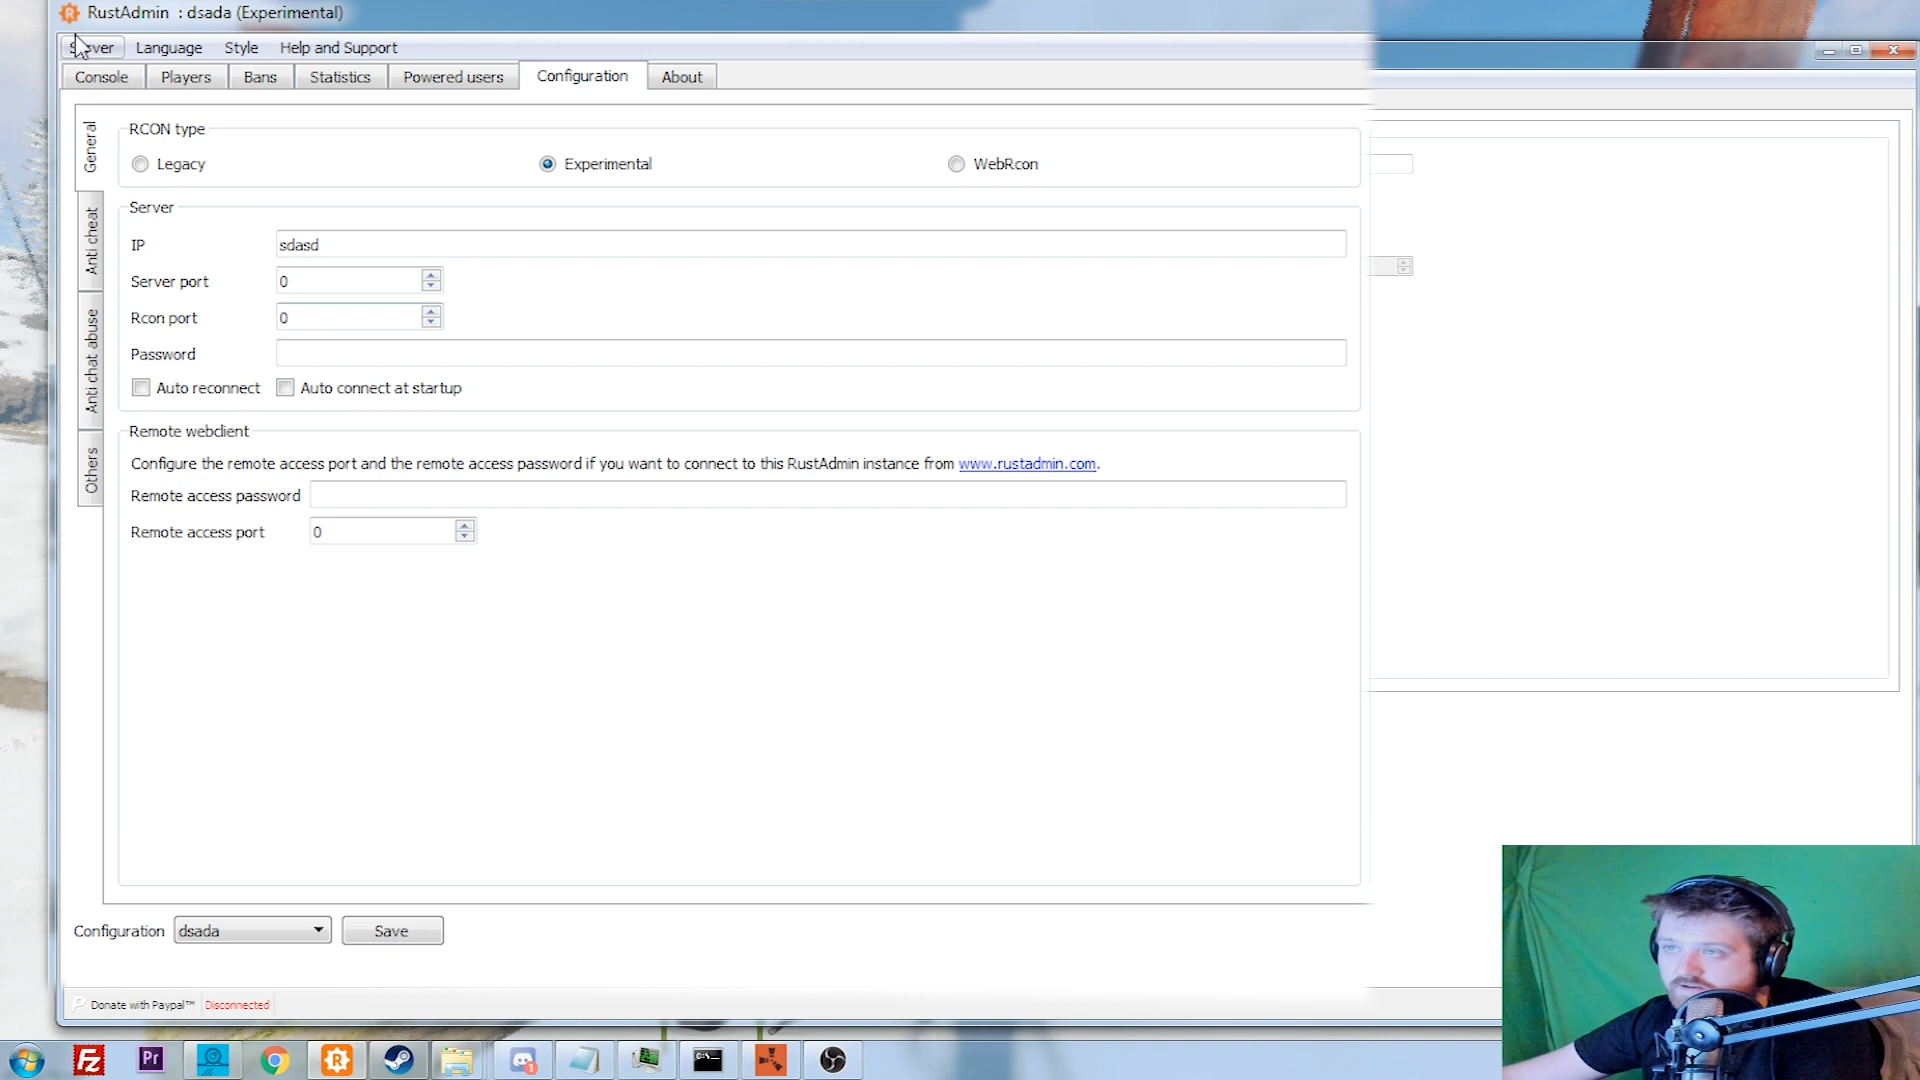 RustAdmin : dsada (Experimental)
Server Language Style Help and Support
Console Players Bans Statistics Powered users Configuration About
General
Anti cheat
Anti chat abuse
Others
RCON type
Legacy Experimental WebRcon
Server
IP sdasd
Server port 0
Rcon port 0
Password
Auto reconnect Auto connect at startup
Remote webclient
Configure the remote access port and the remote access password if you want to connect to this RustAdmin instance from www.rustadmin.com.
Remote access password
Remote access port 0
Configuration dsada Save
Donate with Paypal™ Disconnected
FZ Pr R 1 C:\_